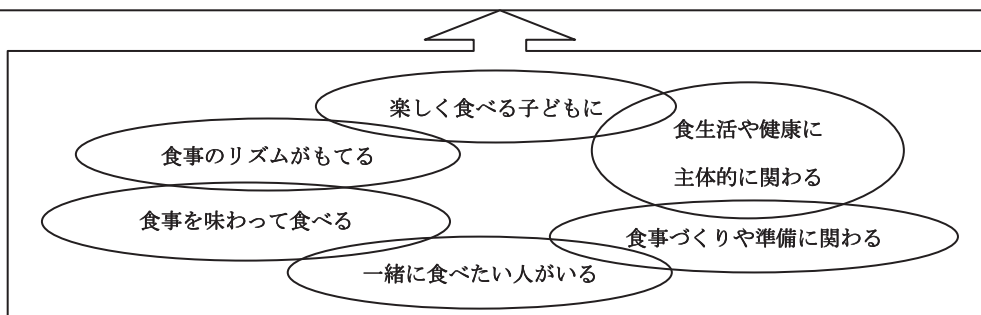 楽しく食べる子どもに
食生活や健康に
主体的に関わる
食事のリズムがもてる
食事を味わって食べる
食事づくりや準備に関わる
一緒に食べたい人がいる